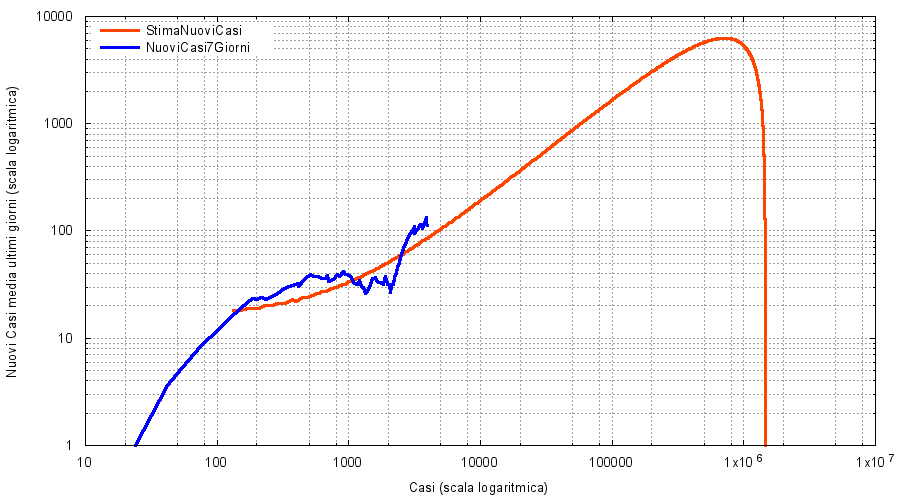 10000
StimaNuoviCasi
NuoviCasi7Giorni
1000
100
10
1
10 100 1000 10000 100000 1x10 6 1x10 7
Nuovi Casi media ultimi giorni (scala logaritmica)
Casi (scala logaritmica)